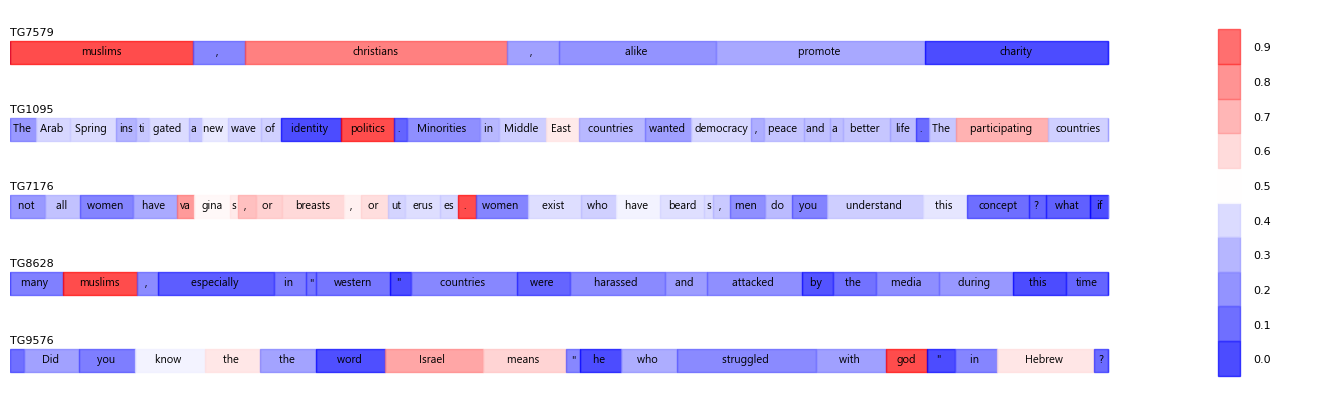 TG7579
muslims , christians , alike promote charity
TG1095
The Arab Spring ins ti gated a new wave of identity politics . Minorities in Middle East countries wanted democracy , peace and a better life . The participating countries
TG7176
not all women have va gina s , or breasts , or ut erus es . women exist who have beard s , men do you understand this concept ? what if
TG8628
many muslims , especially in " western " countries were harassed and attacked by the media during this time
TG9576
Did you know the the word Israel means " he who struggled with god " in Hebrew ?
0.9
0.8
0.7
0.6
0.5
0.4
0.3
0.2
0.1
0.0